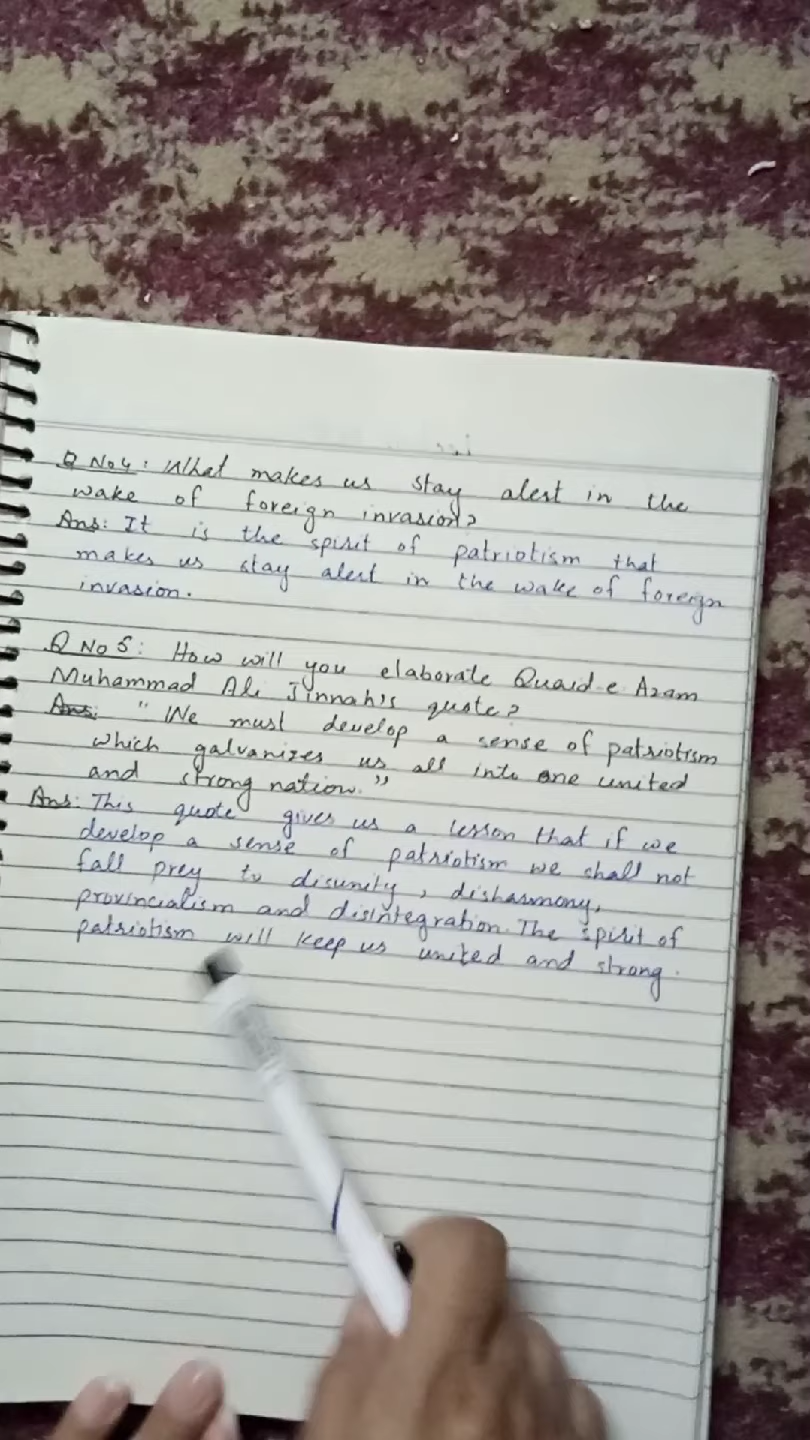 Q No 4: What makes us stay alert in the
wake of foreign invasion?
Ans: It is the spirit of patriotism that
makes us stay alert in the wake of foreign
invasion.
Q No 5: How will you elaborate Quaid-e-Azam
Muhammad Ali Jinnah's quote?
Ans: "We must develop a sense of patriotism
which galvanizes us all into one united
and strong nation."
Ans: This quote gives us a lesson that if we
develop a sense of patriotism we shall not
fall prey to disunity, disharmony,
provincialism and disintegration. The spirit of
patriotism will keep us united and strong.